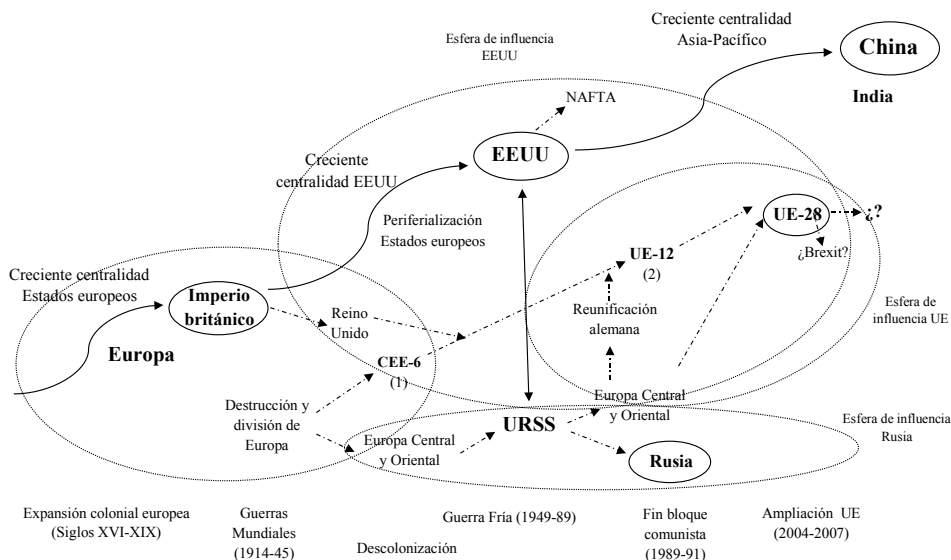 Creciente centralidad
Asia-Pacífico
China
India
Esfera de influencia
EEUU
NAFTA
EEUU
Creciente
centralidad EEUU
Periferialización
Estados europeos
UE-28
¿?
¿Brexit?
UE-12
(2)
Creciente centralidad
Estados europeos
Imperio
británico
Reino
Unido
Reunificación
alemana
Esfera de
influencia UE
Europa
CEE-6
(1)
Destrucción y
división de
Europa
Europa Central
y Oriental
URSS
Europa Central
y Oriental
Rusia
Esfera de influencia
Rusia
Expansión colonial europea
(Siglos XVI-XIX)
Guerras
Mundiales
(1914-45)
Guerra Fría (1949-89)
Descolonización
Fin bloque
comunista
(1989-91)
Ampliación UE
(2004-2007)